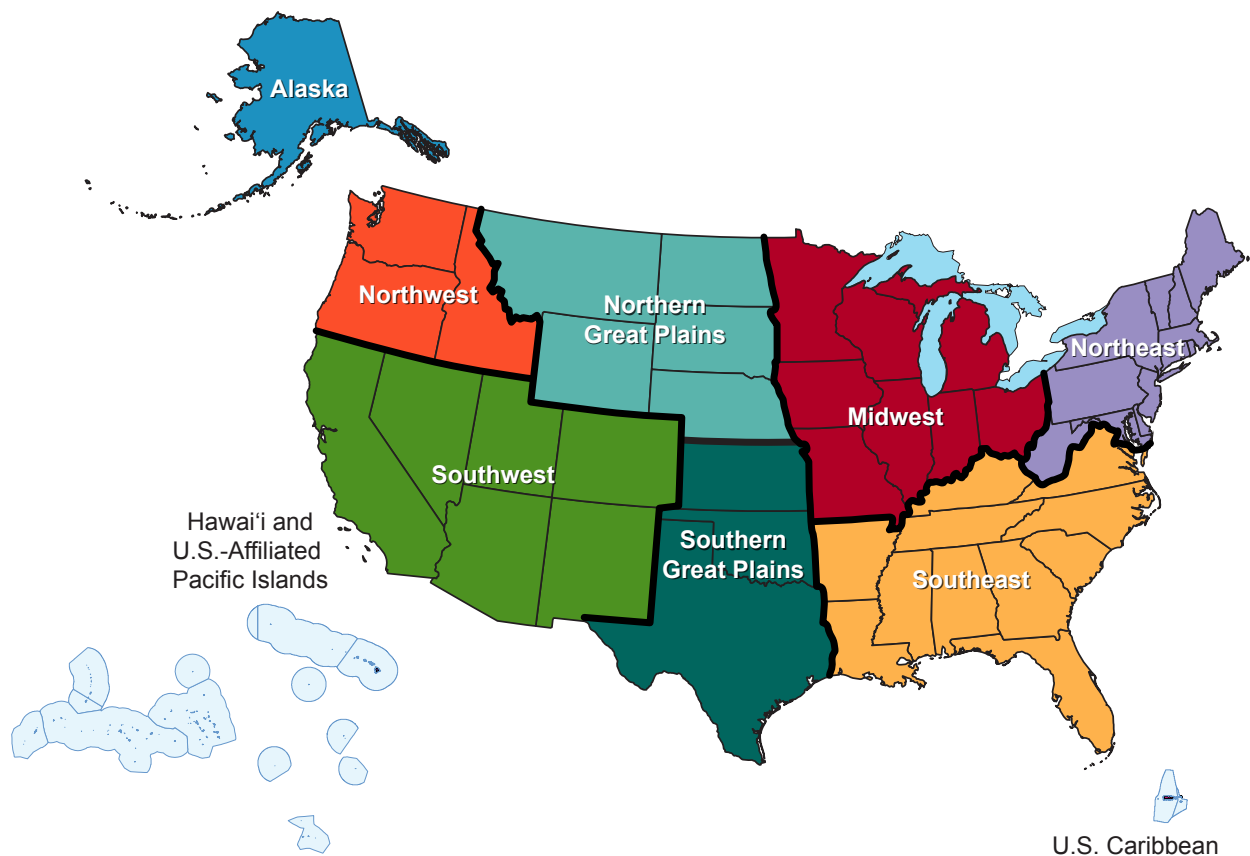 Alaska
Northwest
Northern
Great Plains
Northeast
Midwest
Southwest
Hawai‘i and
U.S.-Affiliated
Pacific Islands
Southern
Great Plains
Southeast
U.S. Caribbean